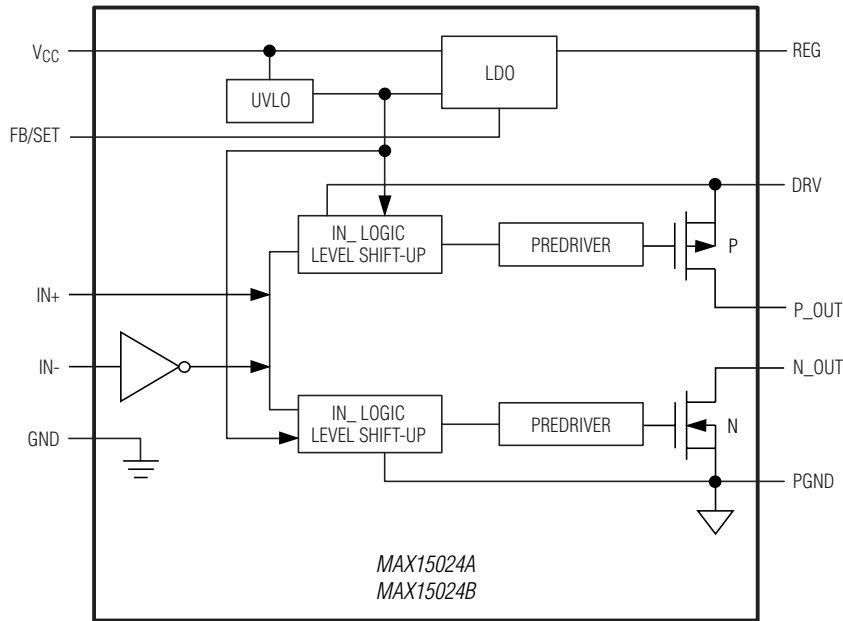 VCC
REG
LDO
UVLO
FB/SET
DRV
IN_ LOGIC
LEVEL SHIFT-UP
PREDRIVER
P
IN+
P_OUT
IN-
N_OUT
IN_ LOGIC
LEVEL SHIFT-UP
PREDRIVER
N
GND
PGND
MAX15024A
MAX15024B